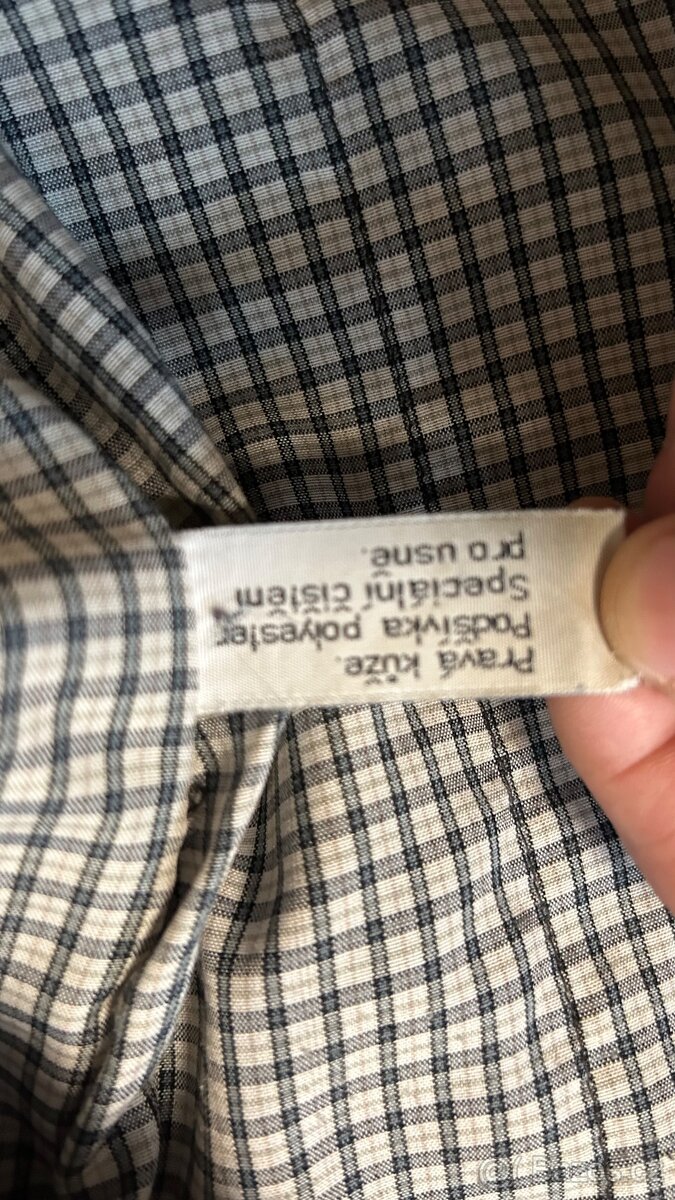 Pravá kůže.
Podšívka polyester
Speciální čištění
pro usně.